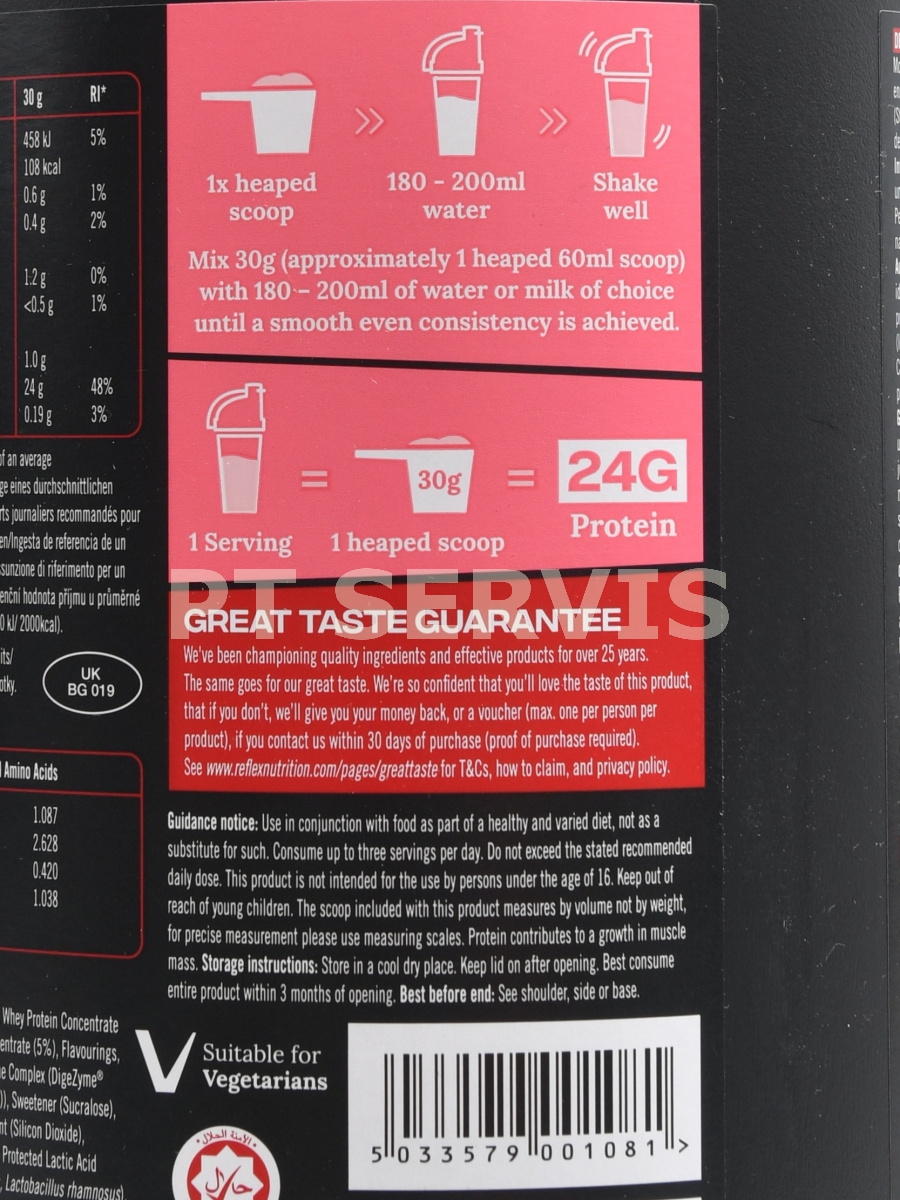 30 g RI*
458 kJ 5%
108 kcal
0.6 g 1%
0.4 g 2%
1.2 g 0%
<0.5 g 1%
1.0 g
24 g 48%
0.19 g 3%
of an average
ge eines durchschnittlichen
rts journaliers recommandés pour
en/Ingesta de referencia de un
ssunzione di riferimento per un
enční hodnota příjmu u průměrné
0 kJ/ 2000kcal).
its/
otky.
UK
BG 019
Amino Acids
1.087
2.628
0.420
1.038
Whey Protein Concentrate
entrate (5%), Flavourings,
e Complex (DigeZyme®
)), Sweetener (Sucralose),
nt (Silicon Dioxide),
Protected Lactic Acid
, Lactobacillus rhamnosus).
1x heaped
scoop
180 - 200ml
water
Shake
well
Mix 30g (approximately 1 heaped 60ml scoop)
with 180 – 200ml of water or milk of choice
until a smooth even consistency is achieved.
30g
24G
1 Serving
1 heaped scoop
Protein
PT SERVIS
GREAT TASTE GUARANTEE
We've been championing quality ingredients and effective products for over 25 years.
The same goes for our great taste. We're so confident that you'll love the taste of this product,
that if you don't, we'll give you your money back, or a voucher (max. one per person per
product), if you contact us within 30 days of purchase (proof of purchase required).
See www.reflexnutrition.com/pages/greattaste for T&Cs, how to claim, and privacy policy.
Guidance notice: Use in conjunction with food as part of a healthy and varied diet, not as a
substitute for such. Consume up to three servings per day. Do not exceed the stated recommended
daily dose. This product is not intended for the use by persons under the age of 16. Keep out of
reach of young children. The scoop included with this product measures by volume not by weight,
for precise measurement please use measuring scales. Protein contributes to a growth in muscle
mass. Storage instructions: Store in a cool dry place. Keep lid on after opening. Best consume
entire product within 3 months of opening. Best before end: See shoulder, side or base.
Suitable for
Vegetarians
الأمنة الحلال
حلال
5 033579 001081 >